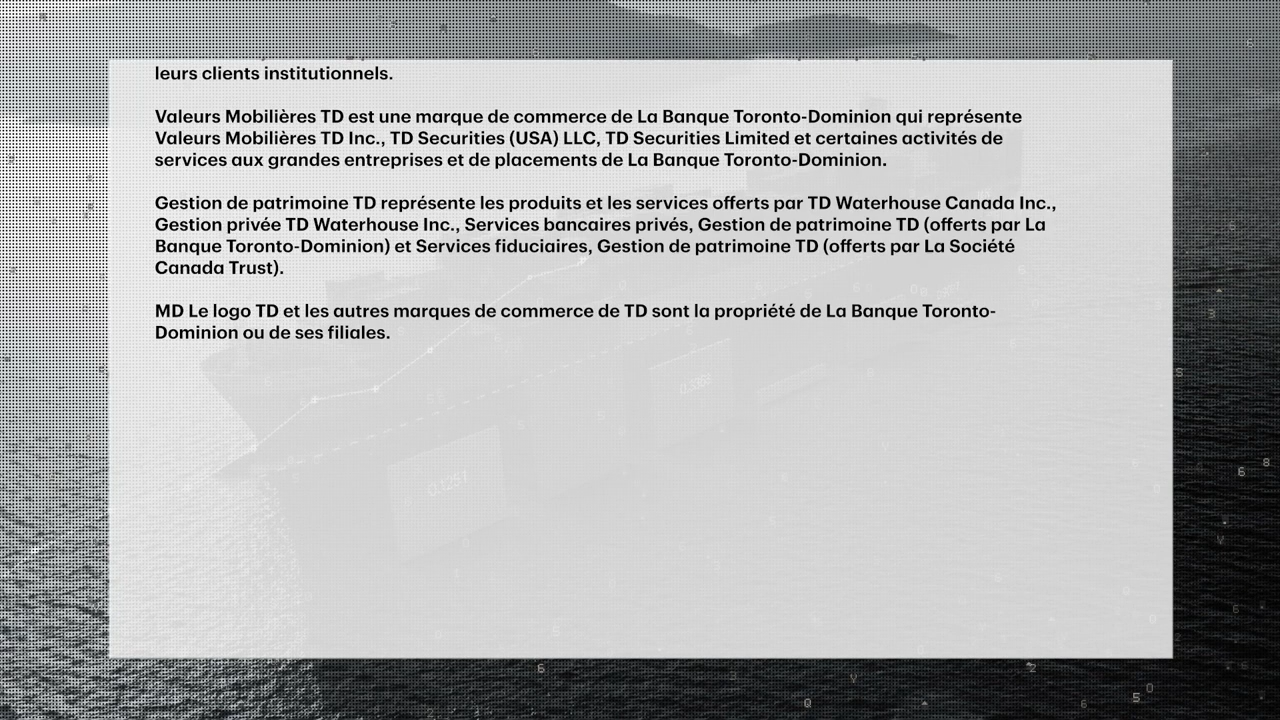 leurs clients institutionnels.
Valeurs Mobilières TD est une marque de commerce de La Banque Toronto-Dominion qui représente
Valeurs Mobilières TD Inc., TD Securities (USA) LLC, TD Securities Limited et certaines activités de
services aux grandes entreprises et de placements de La Banque Toronto-Dominion.
Gestion de patrimoine TD représente les produits et les services offerts par TD Waterhouse Canada Inc.,
Gestion privée TD Waterhouse Inc., Services bancaires privés, Gestion de patrimoine TD (offerts par La
Banque Toronto-Dominion) et Services fiduciaires, Gestion de patrimoine TD (offerts par La Société
Canada Trust).
MD Le logo TD et les autres marques de commerce de TD sont la propriété de La Banque Toronto-
Dominion ou de ses filiales.